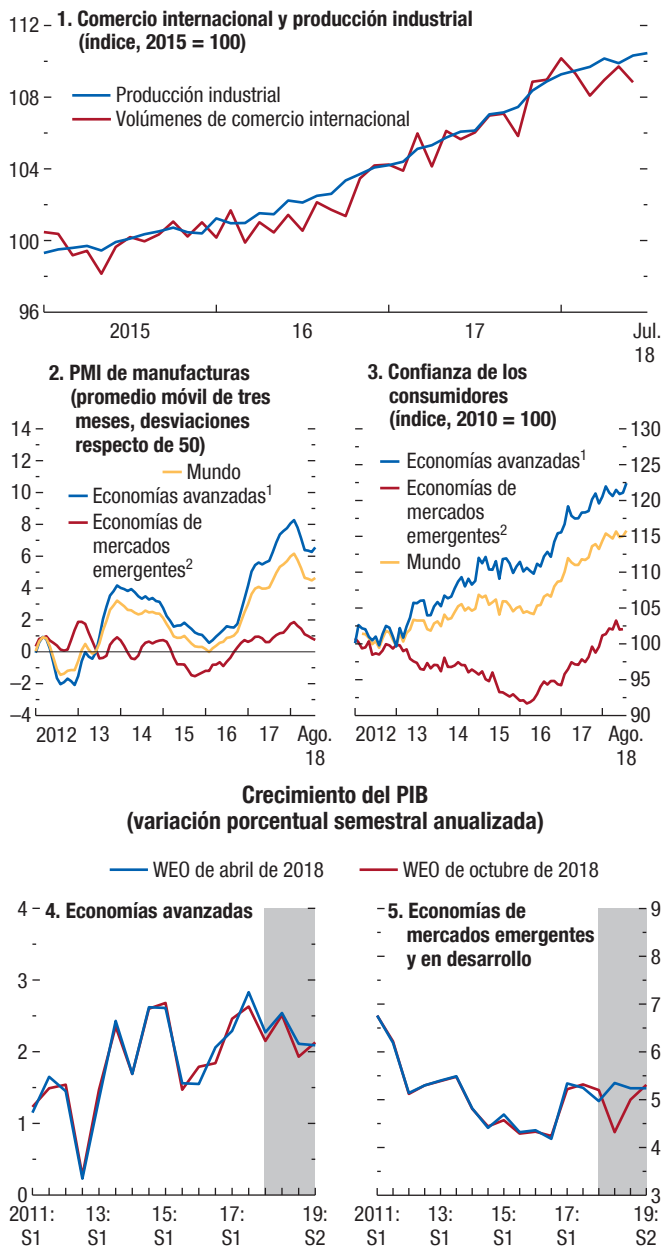 1. Comercio internacional y producción industrial
(índice, 2015 = 100)
Producción industrial
Volúmenes de comercio internacional
112
108
104
100
96
2015
16
17
Jul.
18
2. PMI de manufacturas
(promedio móvil de tres
meses, desviaciones
respecto de 50)
Mundo
Economías avanzadas¹
Economías de
mercados
emergentes²
14
12
10
8
6
4
2
0
−2
−4
2012
13
14
15
16
17
Ago.
18
3. Confianza de los
consumidores
(índice, 2010 = 100)
Economías avanzadas¹
Economías de
mercados
emergentes²
Mundo
130
125
120
115
110
105
100
95
90
2012
13
14
15
16
17
Ago.
18
Crecimiento del PIB
(variación porcentual semestral anualizada)
WEO de abril de 2018
WEO de octubre de 2018
4. Economías avanzadas
4
3
2
1
0
2011:
S1
13:
S1
15:
S1
17:
S1
19:
S2
5. Economías de
mercados emergentes
y en desarrollo
9
8
7
6
5
4
3
2011:
S1
13:
S1
15:
S1
17:
S1
19:
S2